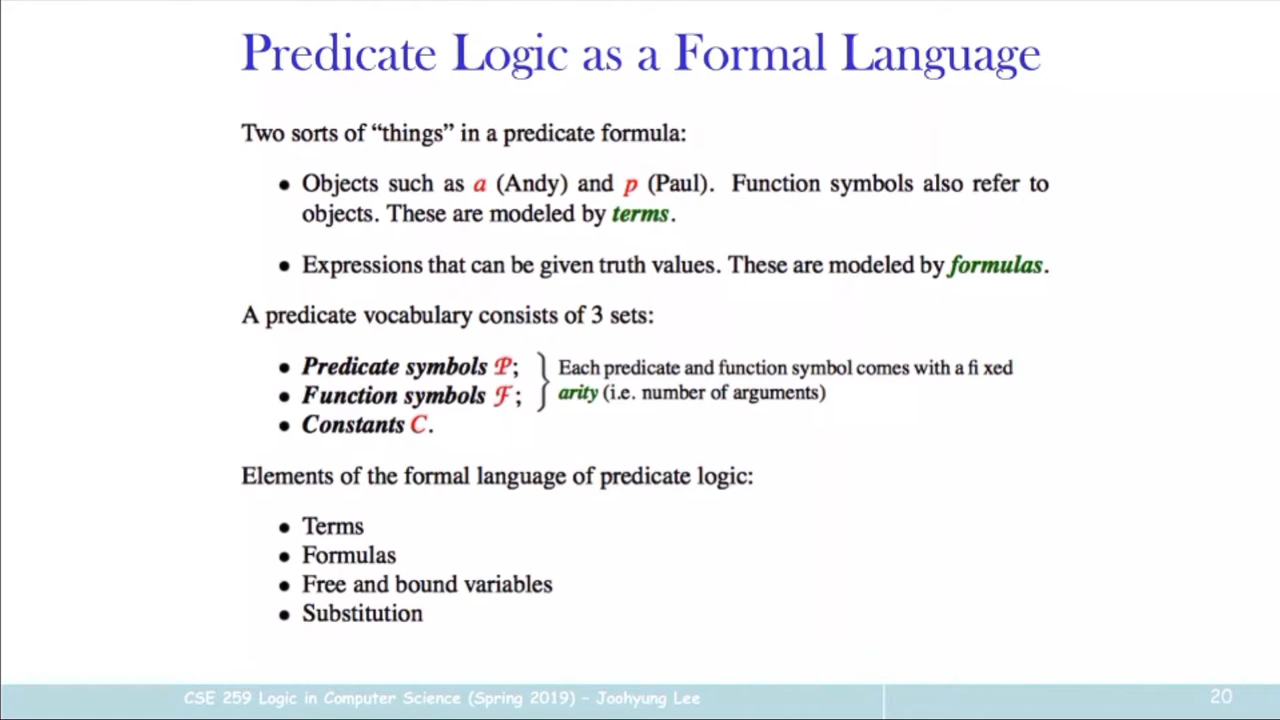 Predicate Logic as a Formal Language
Two sorts of “things” in a predicate formula:
• Objects such as a (Andy) and p (Paul). Function symbols also refer to
objects. These are modeled by terms.
• Expressions that can be given truth values. These are modeled by formulas.
A predicate vocabulary consists of 3 sets:
• Predicate symbols P;
• Function symbols F;
• Constants C.
Each predicate and function symbol comes with a fi xed
arity (i.e. number of arguments)
Elements of the formal language of predicate logic:
• Terms
• Formulas
• Free and bound variables
• Substitution
CSE 259 Logic in Computer Science (Spring 2019) – Joohyung Lee
20